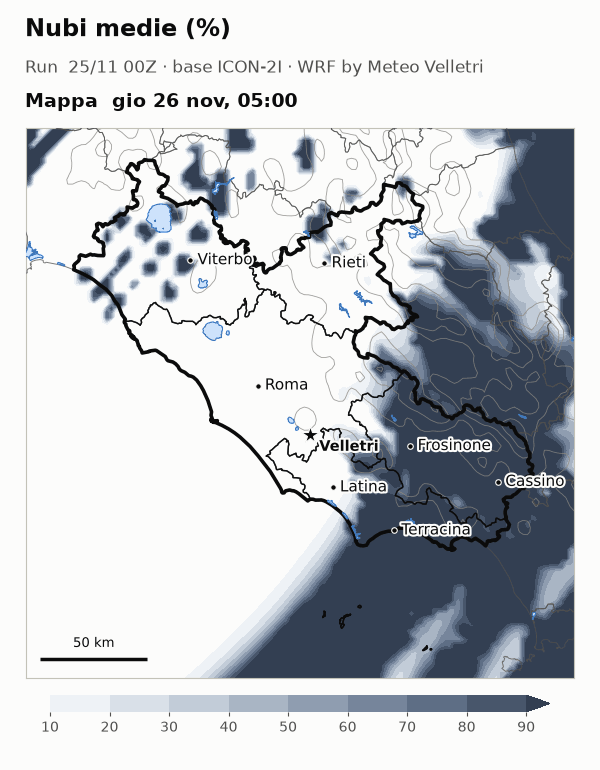 Nubi medie (%)
Run 25/11 00Z · base ICON-2I · WRF by Meteo Velletri
Mappa gio 26 nov, 05:00
Viterbo
Rieti
Roma
Velletri
Frosinone
Cassino
Latina
Terracina
50 km
10 20 30 40 50 60 70 80 90